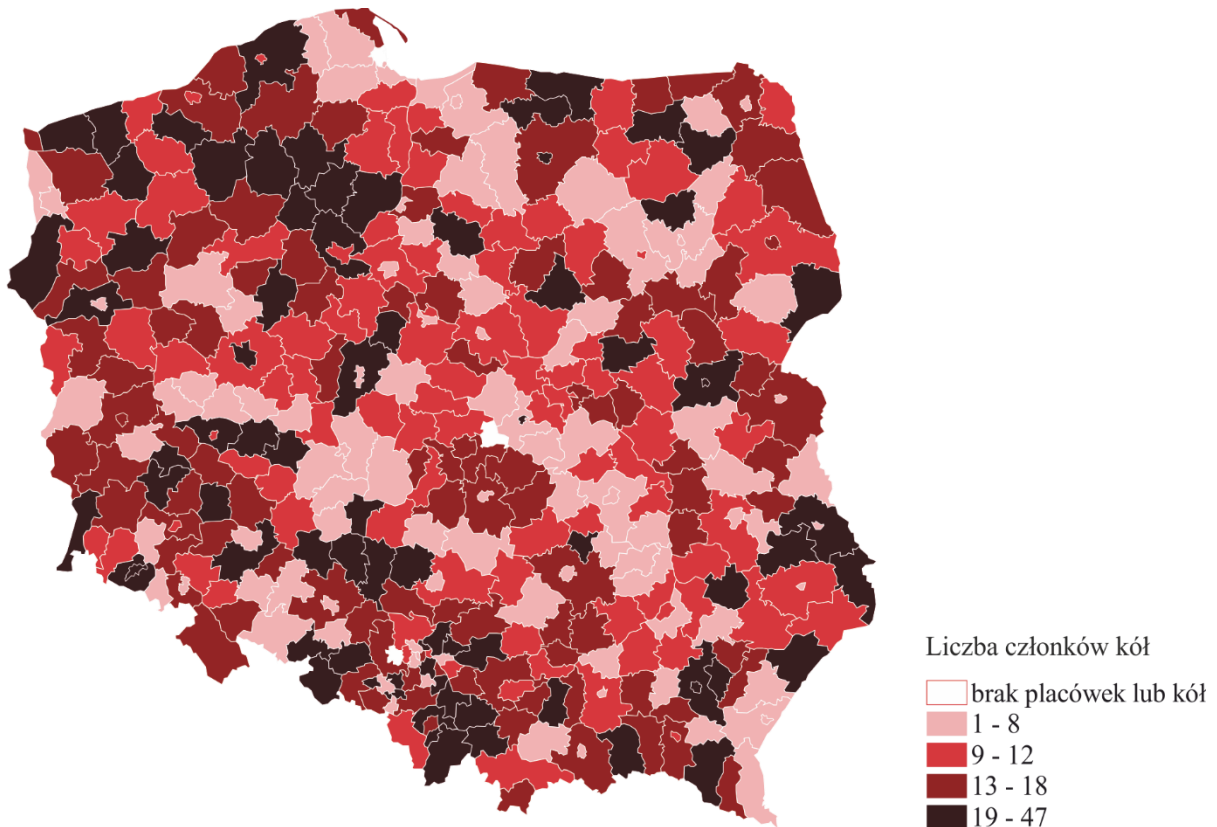 Liczba członków kół
brak placówek lub kół
1 - 8
9 - 12
13 - 18
19 - 47